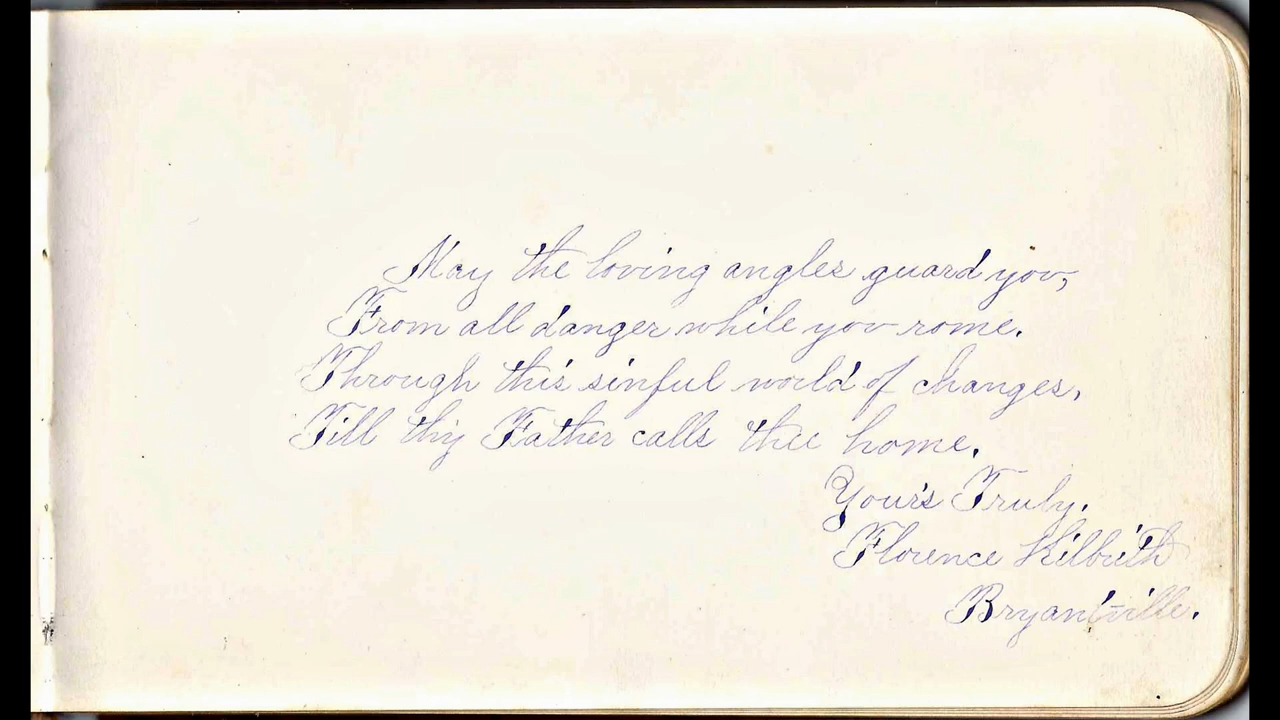 May the loving angles guard you,
From all danger while you rome.
Through this sinful world of changes,
Till thy Father calls thee home.
Your's Truly.
Florence
Bryantville.